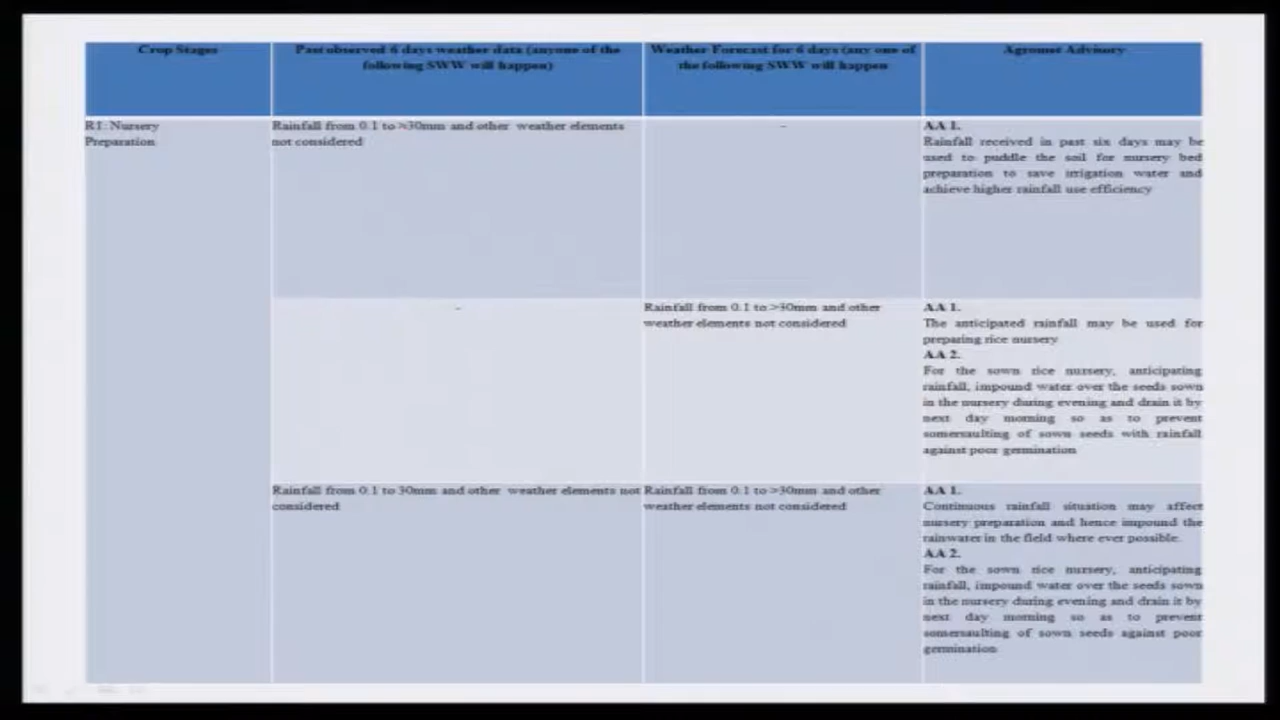 Crop Stages
Past observed 6 days weather data (anyone of the
following SWW will happen)
Weather Forecast for 6 days (any one of
the following SWW will happen
Agromet Advisory
R1: Nursery
Preparation
Rainfall from 0.1 to >30mm and other weather elements
not considered
-
AA 1.
Rainfall received in past six days may be
used to puddle the soil for nursery bed
preparation to save irrigation water and
achieve higher rainfall use efficiency
-
Rainfall from 0.1 to >30mm and other
weather elements not considered
AA 1.
The anticipated rainfall may be used for
preparing rice nursery
AA 2.
For the sown rice nursery, anticipating
rainfall, impound water over the seeds sown
in the nursery during evening and drain it by
next day morning so as to prevent
somersaulting of sown seeds with rainfall
against poor germination
Rainfall from 0.1 to 30mm and other weather elements not
considered
Rainfall from 0.1 to >30mm and other
weather elements not considered
AA 1.
Continuous rainfall situation may affect
nursery preparation and hence impound the
rainwater in the field where ever possible.
AA 2.
For the sown rice nursery, anticipating
rainfall, impound water over the seeds sown
in the nursery during evening and drain it by
next day morning so as to prevent
somersaulting of sown seeds against poor
germination